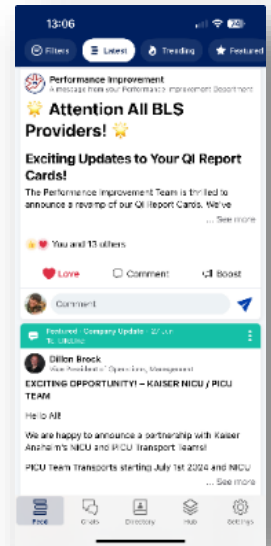 13:06
Filters
Latest
Trending
Featured
Performance Improvement
A message from your Performance Improvement Department
🌟 Attention All BLS
Providers! 🌟
Exciting Updates to Your QI Report
Cards!
The Performance Improvement Team is thrilled to
announce a revamp of our QI Report Cards. We've
... See more
You and 13 others
Love
Comment
Boost
Comment
Featured · Company Update · 27 Jun
To:
Dillon Brock
Vice President of Operations, Management
EXCITING OPPORTUNITY! – KAISER NICU / PICU
TEAM
Hello All!
We are happy to announce a partnership with Kaiser
Anaheim's NICU and PICU Transport Teams!
PICU Team Transports starting July 1st 2024 and NICU
... See more
Feed
Chats
Directory
Hub
Settings